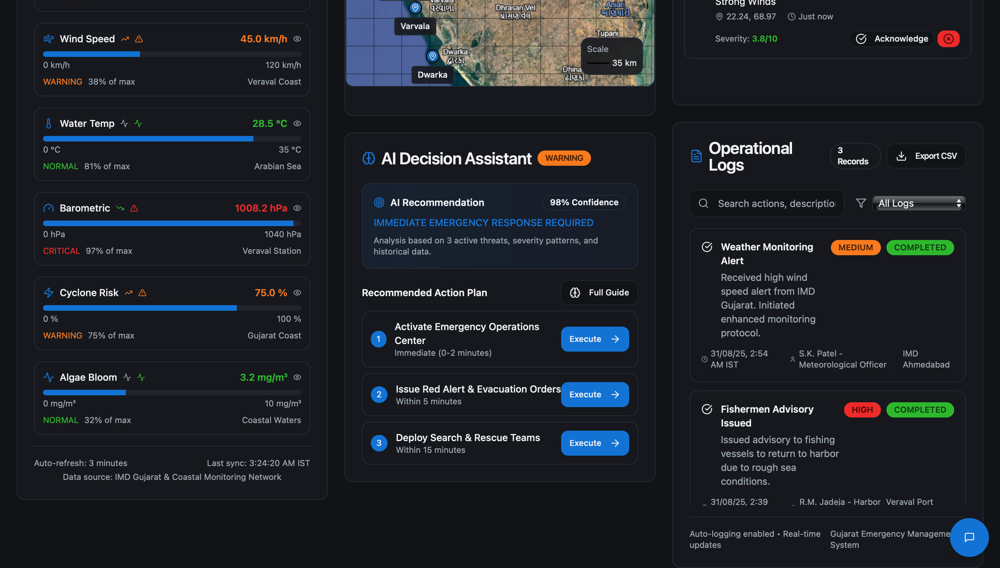 Wind Speed
45.0 km/h
0 km/h
120 km/h
WARNING 38% of max
Veraval Coast
Water Temp
28.5 °C
0 °C
35 °C
NORMAL 81% of max
Arabian Sea
Barometric
1008.2 hPa
0 hPa
1040 hPa
CRITICAL 97% of max
Veraval Station
Cyclone Risk
75.0 %
0 %
100 %
WARNING 75% of max
Gujarat Coast
Algae Bloom
3.2 mg/m³
0 mg/m³
10 mg/m³
NORMAL 32% of max
Coastal Waters
Auto-refresh: 3 minutes
Last sync: 3:24:20 AM IST
Data source: IMD Gujarat & Coastal Monitoring Network
Varvala
વરવાળા
Varvala
Dhrasan Vel
ધ્રાસણ વેલ
Aniari
અણિયારી
Tupani
Dwarka
દ્વારકા
Dwarka
Scale
35 km
Dhina
ઢીણકી
AI Decision Assistant
WARNING
AI Recommendation
98% Confidence
IMMEDIATE EMERGENCY RESPONSE REQUIRED
Analysis based on 3 active threats, severity patterns, and
historical data.
Recommended Action Plan
Full Guide
1
Activate Emergency Operations
Center
Immediate (0-2 minutes)
Execute
2
Issue Red Alert & Evacuation Orders
Within 5 minutes
Execute
3
Deploy Search & Rescue Teams
Within 15 minutes
Execute
Strong Winds
22.24, 68.97
Just now
Severity: 3.8/10
Acknowledge
Operational
Logs
3
Records
Export CSV
Search actions, descriptio
All Logs
Weather Monitoring
Alert
MEDIUM
COMPLETED
Received high wind
speed alert from IMD
Gujarat. Initiated
enhanced monitoring
protocol.
31/08/25, 2:54
AM IST
S.K. Patel -
Meteorological Officer
IMD
Ahmedabad
Fishermen Advisory
Issued
HIGH
COMPLETED
Issued advisory to fishing
vessels to return to harbor
due to rough sea
conditions.
31/08/25, 2:39
R.M. Jadeja - Harbor
Veraval Port
Auto-logging enabled • Real-time
updates
Gujarat Emergency Manageme
System